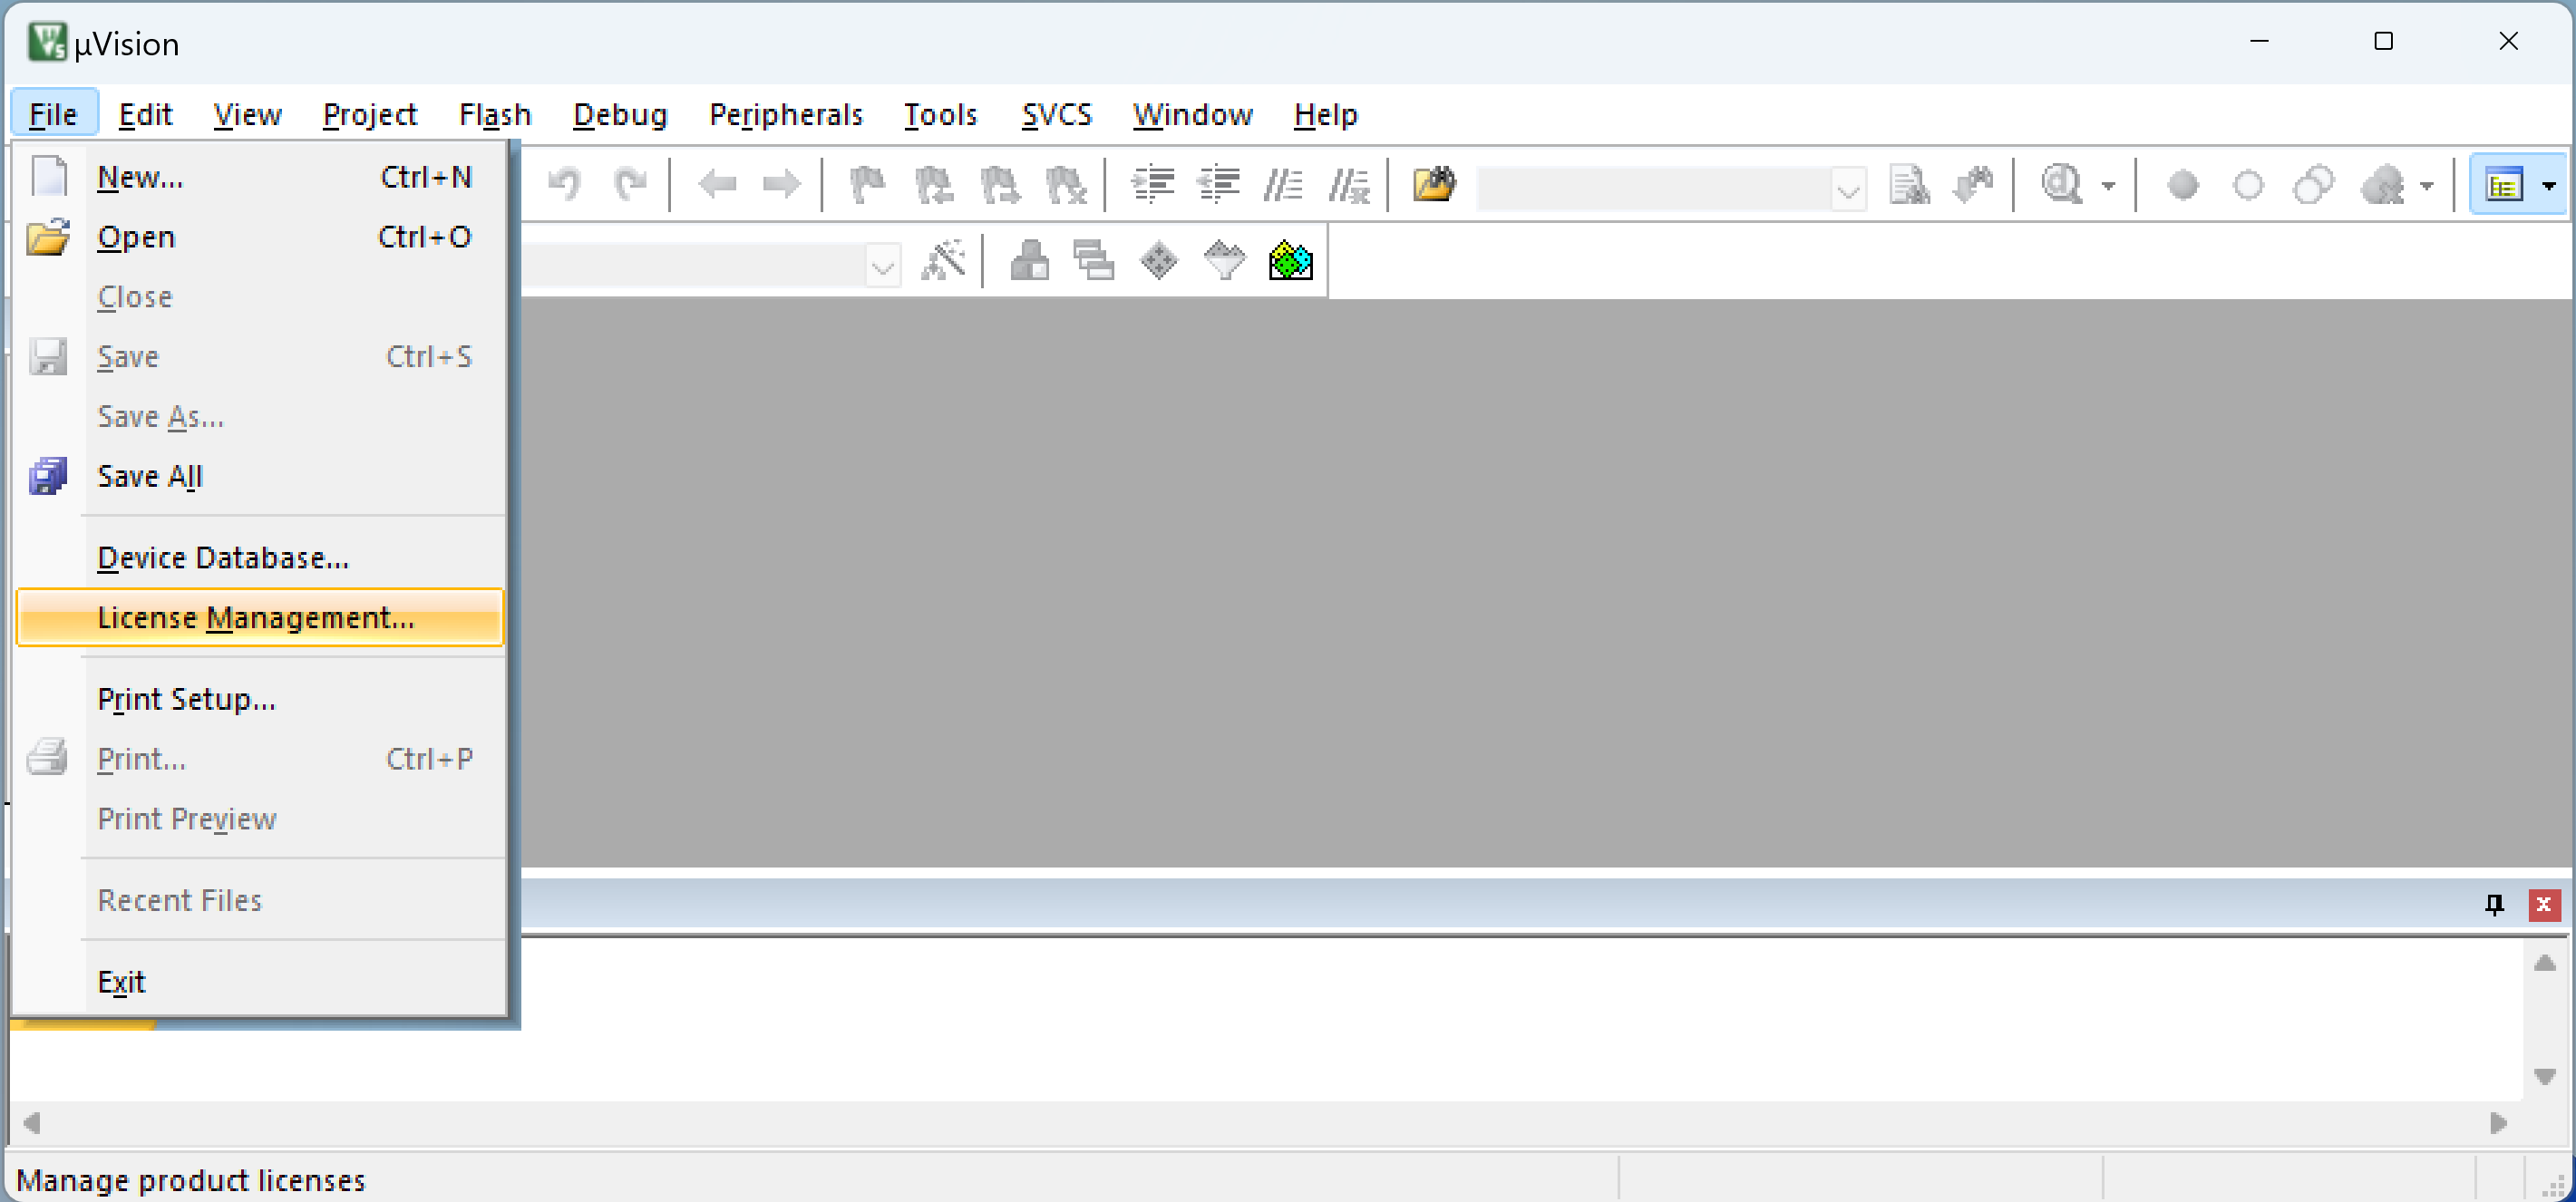 µVision
File Edit View Project Flash Debug Peripherals Tools SVCS Window Help
New... Ctrl+N
Open Ctrl+O
Close
Save Ctrl+S
Save As...
Save All
Device Database...
License Management...
Print Setup...
Print... Ctrl+P
Print Preview
Recent Files
Exit
Manage product licenses